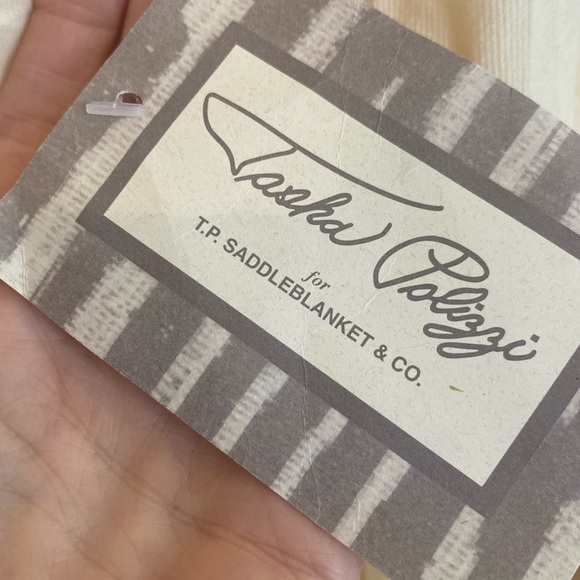 Tasha Polizzi
for
T.P. SADDLEBLANKET & CO.